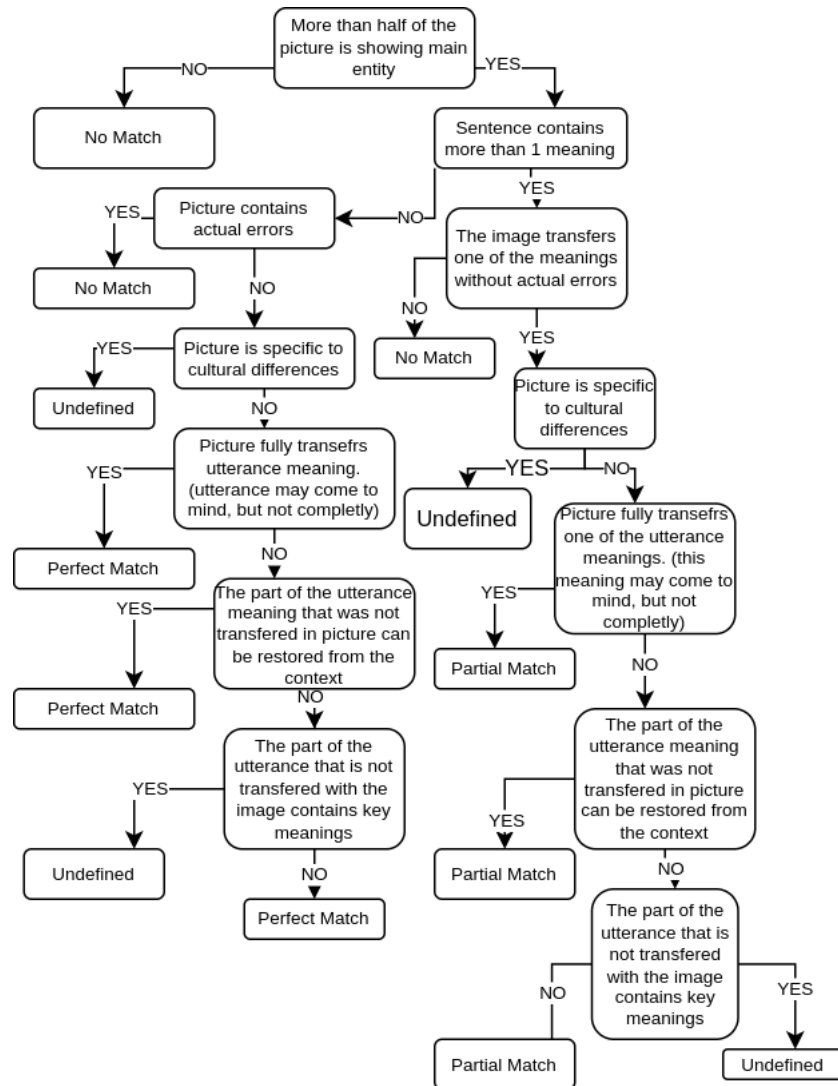 More than half of the
picture is showing main
entity
NO
YES
No Match
Sentence contains
more than 1 meaning
YES
NO
Picture contains
actual errors
YES
No Match
NO
The image transfers
one of the meanings
without actual errors
NO
No Match
YES
Picture is specific to
cultural differences
YES
Undefined
NO
Picture is specific
to cultural
differences
YES
Undefined
NO
Picture fully transefrs
utterance meaning.
(utterance may come to
mind, but not completly)
YES
Perfect Match
NO
Picture fully transefrs
one of the utterance
meanings. (this
meaning may come to
mind, but not
completly)
YES
Partial Match
NO
The part of the utterance
meaning that was not
transfered in picture can
be restored from the
context
YES
Perfect Match
NO
The part of the
utterance meaning
that was not
transfered in picture
can be restored from
the context
YES
Partial Match
NO
The part of the
utterance that is not
transfered with the
image contains key
meanings
YES
Undefined
NO
Perfect Match
The part of the
utterance that is
not transfered
with the image
contains key
meanings
NO
Partial Match
YES
Undefined